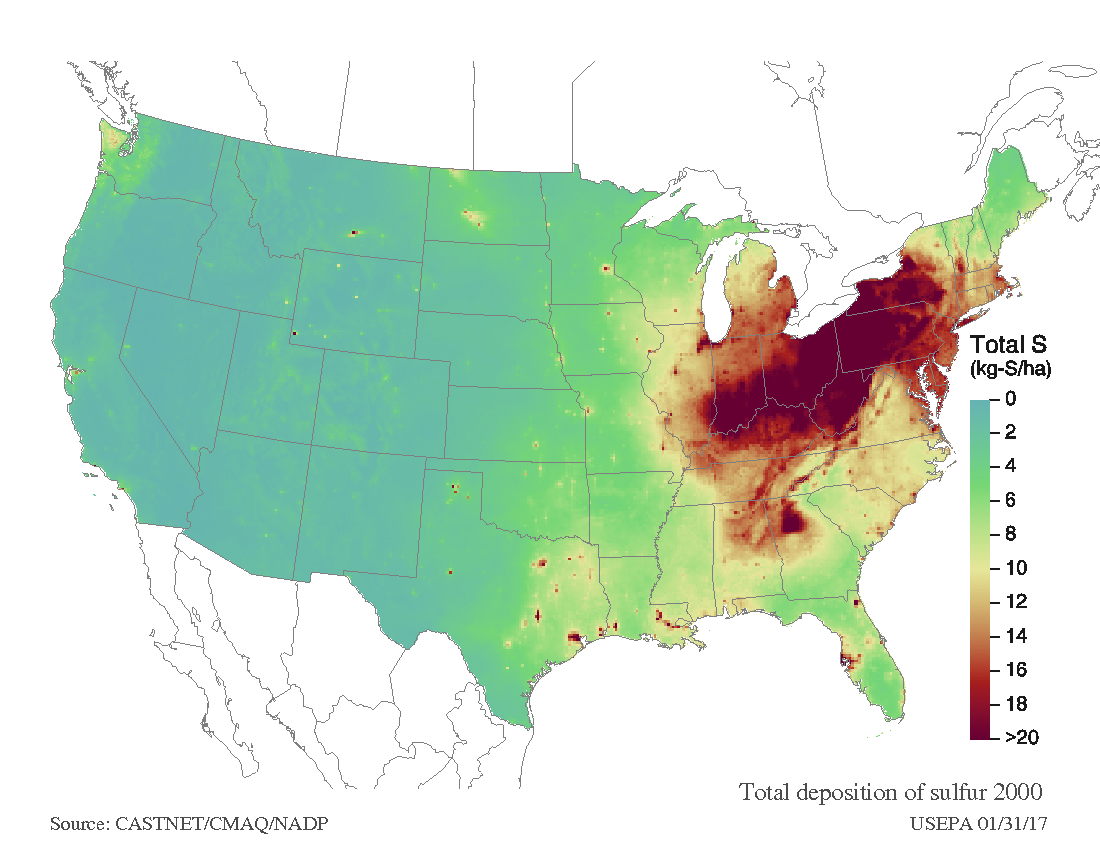 Total S
(kg-S/ha)
0
2
4
6
8
10
12
14
16
18
>20
Total deposition of sulfur 2000
Source: CASTNET/CMAQ/NADP
USEPA 01/31/17